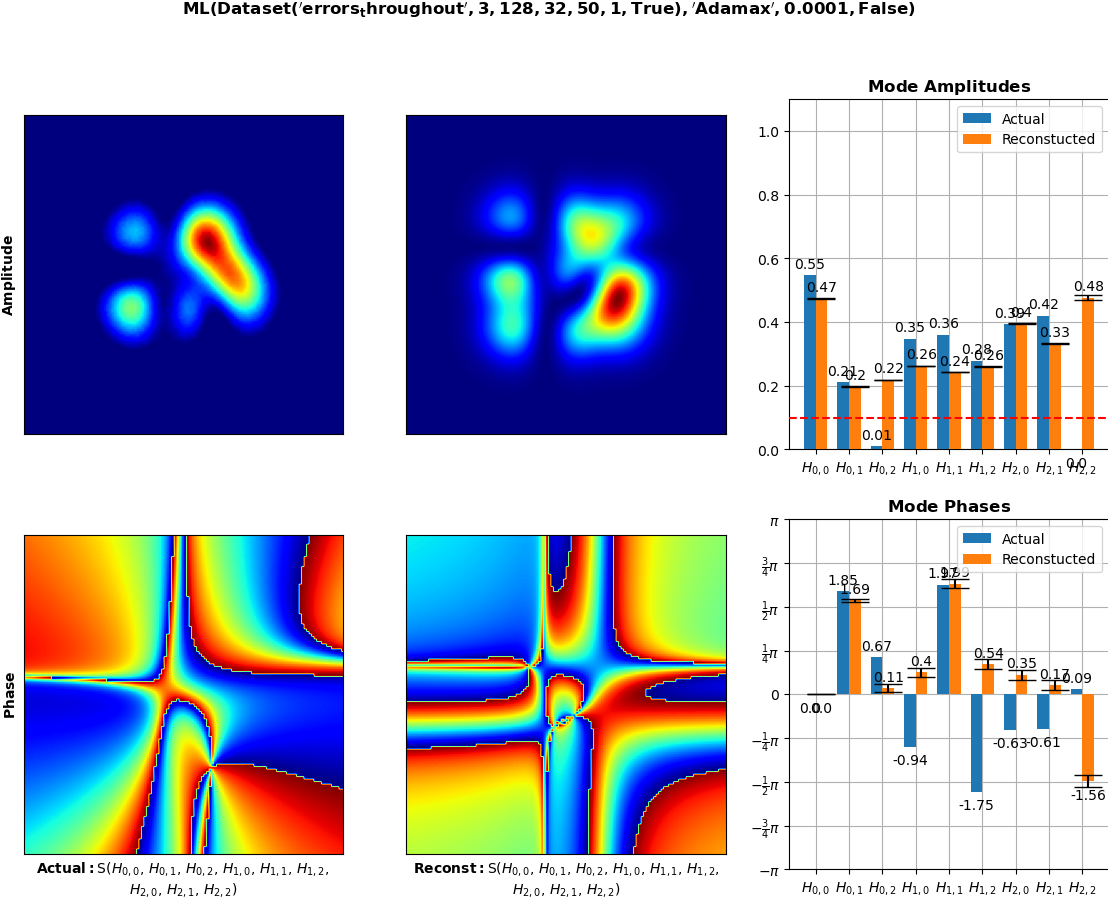 ML(Dataset('errors_throughout', 3, 128, 32, 50, 1, True), 'Adamax', 0.0001, False)
Mode Amplitudes
Actual
Reconstucted
1.0
0.8
0.6
0.4
0.2
0.0
0.55
0.47
0.21
0.2
0.01
0.22
0.35
0.26
0.36
0.24
0.28
0.26
0.39
0.4
0.42
0.33
0.0
0.48
H0,0 H0,1 H0,2 H1,0 H1,1 H1,2 H2,0 H2,1 H2,2
Amplitude
Mode Phases
Actual
Reconstucted
π
3/4π
1/2π
1/4π
0
−1/4π
−1/2π
−3/4π
−π
0.0
0.0
1.85
1.69
0.67
0.11
-0.94
0.4
1.97
1.99
-1.75
0.54
-0.63
0.35
-0.61
0.17
0.09
-1.56
H0,0 H0,1 H0,2 H1,0 H1,1 H1,2 H2,0 H2,1 H2,2
Phase
Actual: S(H0,0, H0,1, H0,2, H1,0, H1,1, H1,2,
H2,0, H2,1, H2,2)
Reconst: S(H0,0, H0,1, H0,2, H1,0, H1,1, H1,2,
H2,0, H2,1, H2,2)